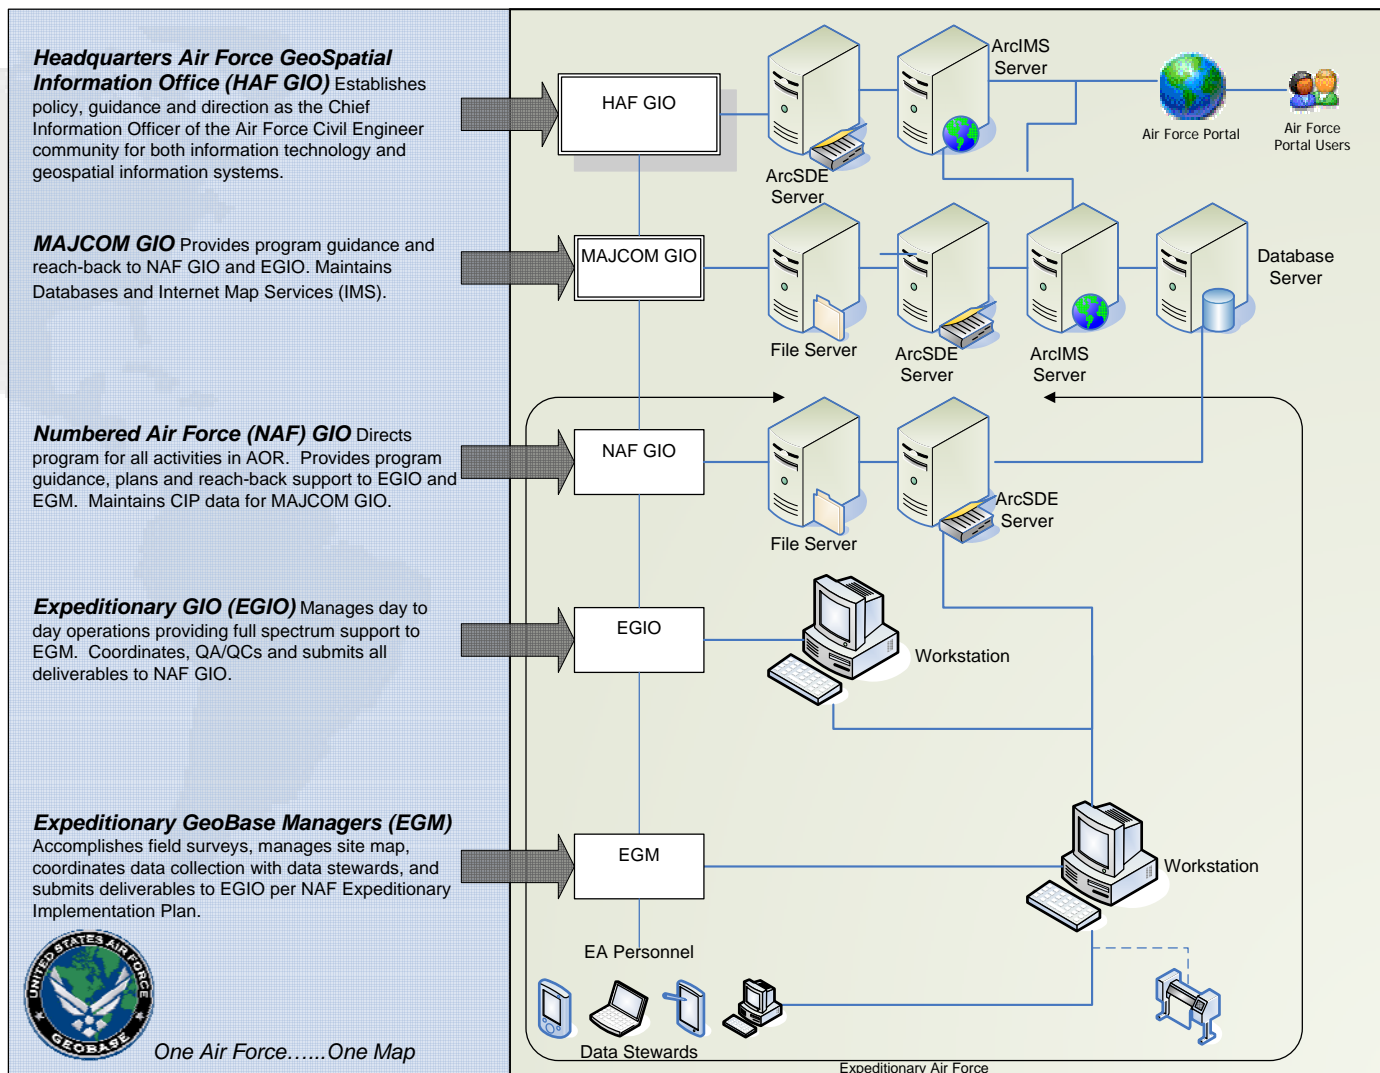 Headquarters Air Force GeoSpatial
Information Office (HAF GIO) Establishes
policy, guidance and direction as the Chief
Information Officer of the Air Force Civil Engineer
community for both information technology and
geospatial information systems.
HAF GIO
ArcSDE
Server
ArcIMS
Server
Air Force Portal
Air Force
Portal Users
MAJCOM GIO Provides program guidance and
reach-back to NAF GIO and EGIO. Maintains
Databases and Internet Map Services (IMS).
MAJCOM GIO
File Server
ArcSDE
Server
ArcIMS
Server
Database
Server
Numbered Air Force (NAF) GIO Directs
program for all activities in AOR. Provides program
guidance, plans and reach-back support to EGIO and
EGM. Maintains CIP data for MAJCOM GIO.
NAF GIO
File Server
ArcSDE
Server
Expeditionary GIO (EGIO) Manages day to
day operations providing full spectrum support to
EGM. Coordinates, QA/QCs and submits all
deliverables to NAF GIO.
EGIO
Workstation
Expeditionary GeoBase Managers (EGM)
Accomplishes field surveys, manages site map,
coordinates data collection with data stewards, and
submits deliverables to EGIO per NAF Expeditionary
Implementation Plan.
EGM
Workstation
EA Personnel
Data Stewards
UNITED STATES AIR FORCE
GEOBASE
One Air Force…...One Map
Expeditionary Air Force